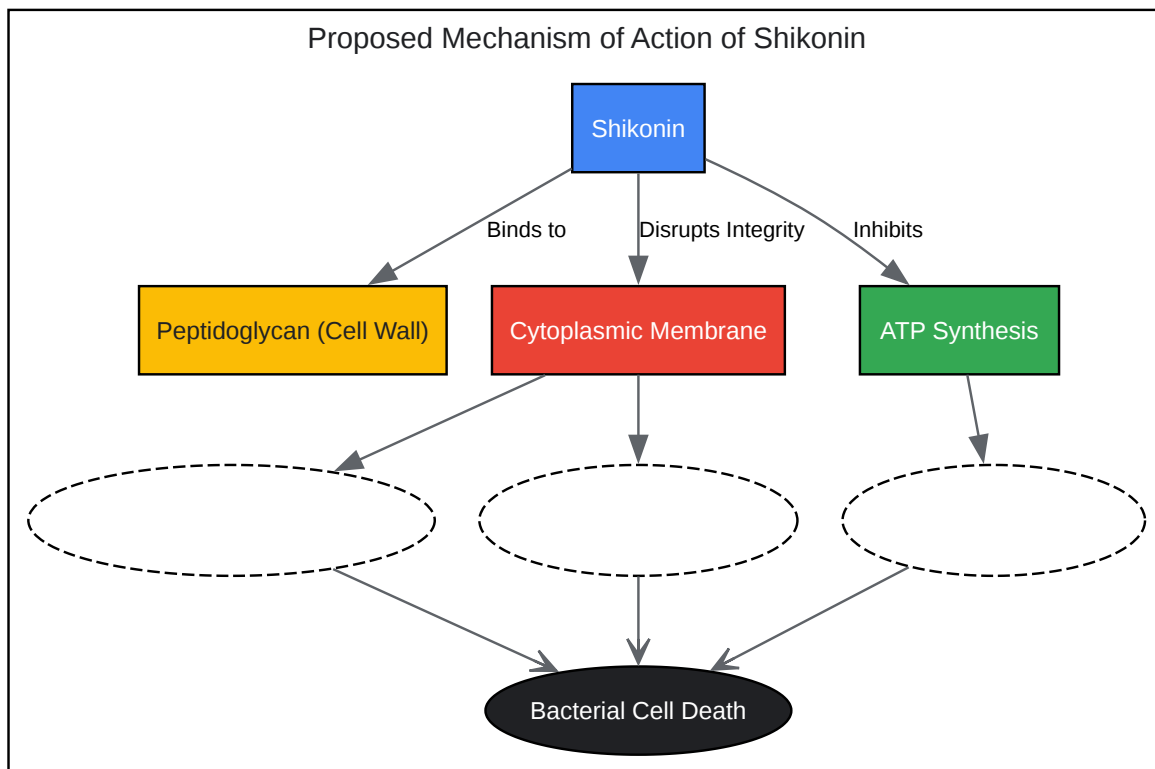 Proposed Mechanism of Action of Shikonin
Shikonin
Binds to
Disrupts Integrity
Inhibits
Peptidoglycan (Cell Wall)
Cytoplasmic Membrane
ATP Synthesis
Bacterial Cell Death